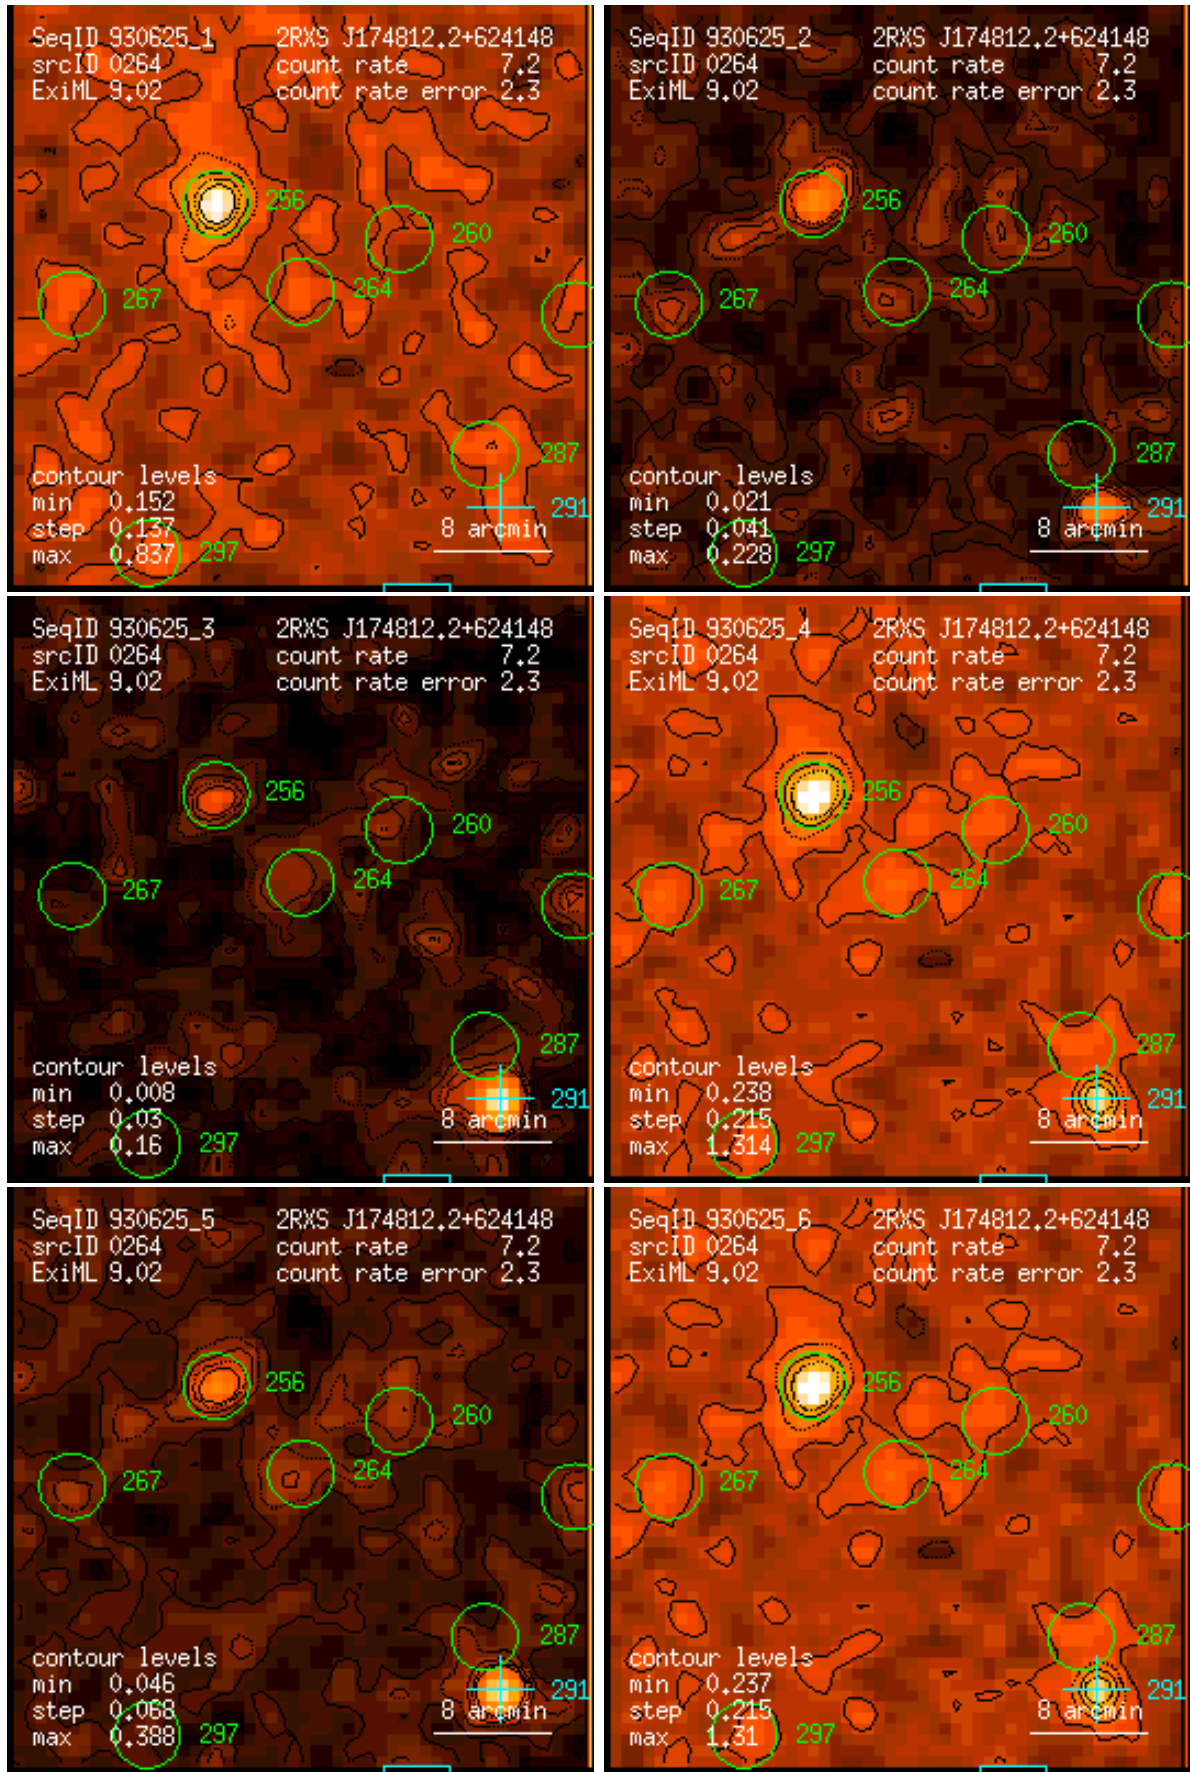 SeqID 930625_1 2RXS J174812.2+624148
srcID 0264 count rate 7.2
ExiML 9.02 count rate error 2.3
256
260
264
267
287
contour levels
min 0.152
291
step 0.137
8 arcmin
max 0.837
297
SeqID 930625_2 2RXS J174812.2+624148
srcID 0264 count rate 7.2
ExiML 9.02 count rate error 2.3
256
260
264
267
287
contour levels
min 0.021
291
step 0.041
8 arcmin
max 0.228
297
SeqID 930625_3 2RXS J174812.2+624148
srcID 0264 count rate 7.2
ExiML 9.02 count rate error 2.3
256
260
264
267
287
contour levels
min 0.008
291
step 0.03
8 arcmin
max 0.16
297
SeqID 930625_4 2RXS J174812.2+624148
srcID 0264 count rate 7.2
ExiML 9.02 count rate error 2.3
256
260
264
267
287
contour levels
min 0.238
291
step 0.215
8 arcmin
max 1.314
297
SeqID 930625_5 2RXS J174812.2+624148
srcID 0264 count rate 7.2
ExiML 9.02 count rate error 2.3
256
260
264
267
287
contour levels
min 0.046
291
step 0.068
8 arcmin
max 0.388
297
SeqID 930625_6 2RXS J174812.2+624148
srcID 0264 count rate 7.2
ExiML 9.02 count rate error 2.3
256
260
264
267
287
contour levels
min 0.237
291
step 0.215
8 arcmin
max 1.31
297